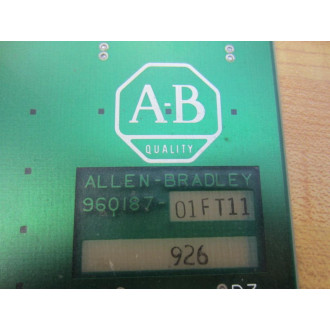 A-B
QUALITY
ALLEN-BRADLEY
960187-01FT11
926